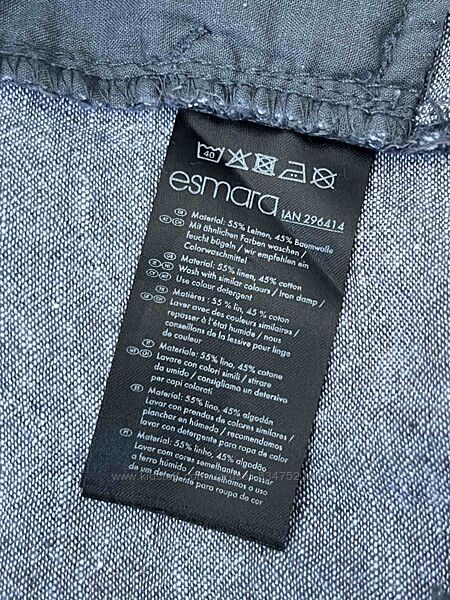 40
esmara IAN 296414
Material: 55% Leinen, 45% Baumwolle
Mit ähnlichen Farben waschen /
feucht bügeln / wir empfehlen ein
Colorwaschmittel
Material: 55% linen, 45% cotton
Wash with similar colours / Iron damp /
Use colour detergent
Matières : 55 % lin, 45 % coton
Laver avec des couleurs similaires /
repasser à l'état humide / nous
conseillons de la lessive pour linge
de couleur
Materiale: 55% lino, 45% cotone
Lavare con colori simili / stirare
da umido / consigliamo un detersivo
per capi colorati
Material: 55% lino, 45% algodón
Lavar con prendas de colores similares /
planchar en húmedo / recomendamos
lavar con detergente para ropa de color
Material: 55% linho, 45% algodão
Lavar com cores semelhantes / passar
a ferro húmido / aconselhamos o uso
de um detergente para roupa de cor